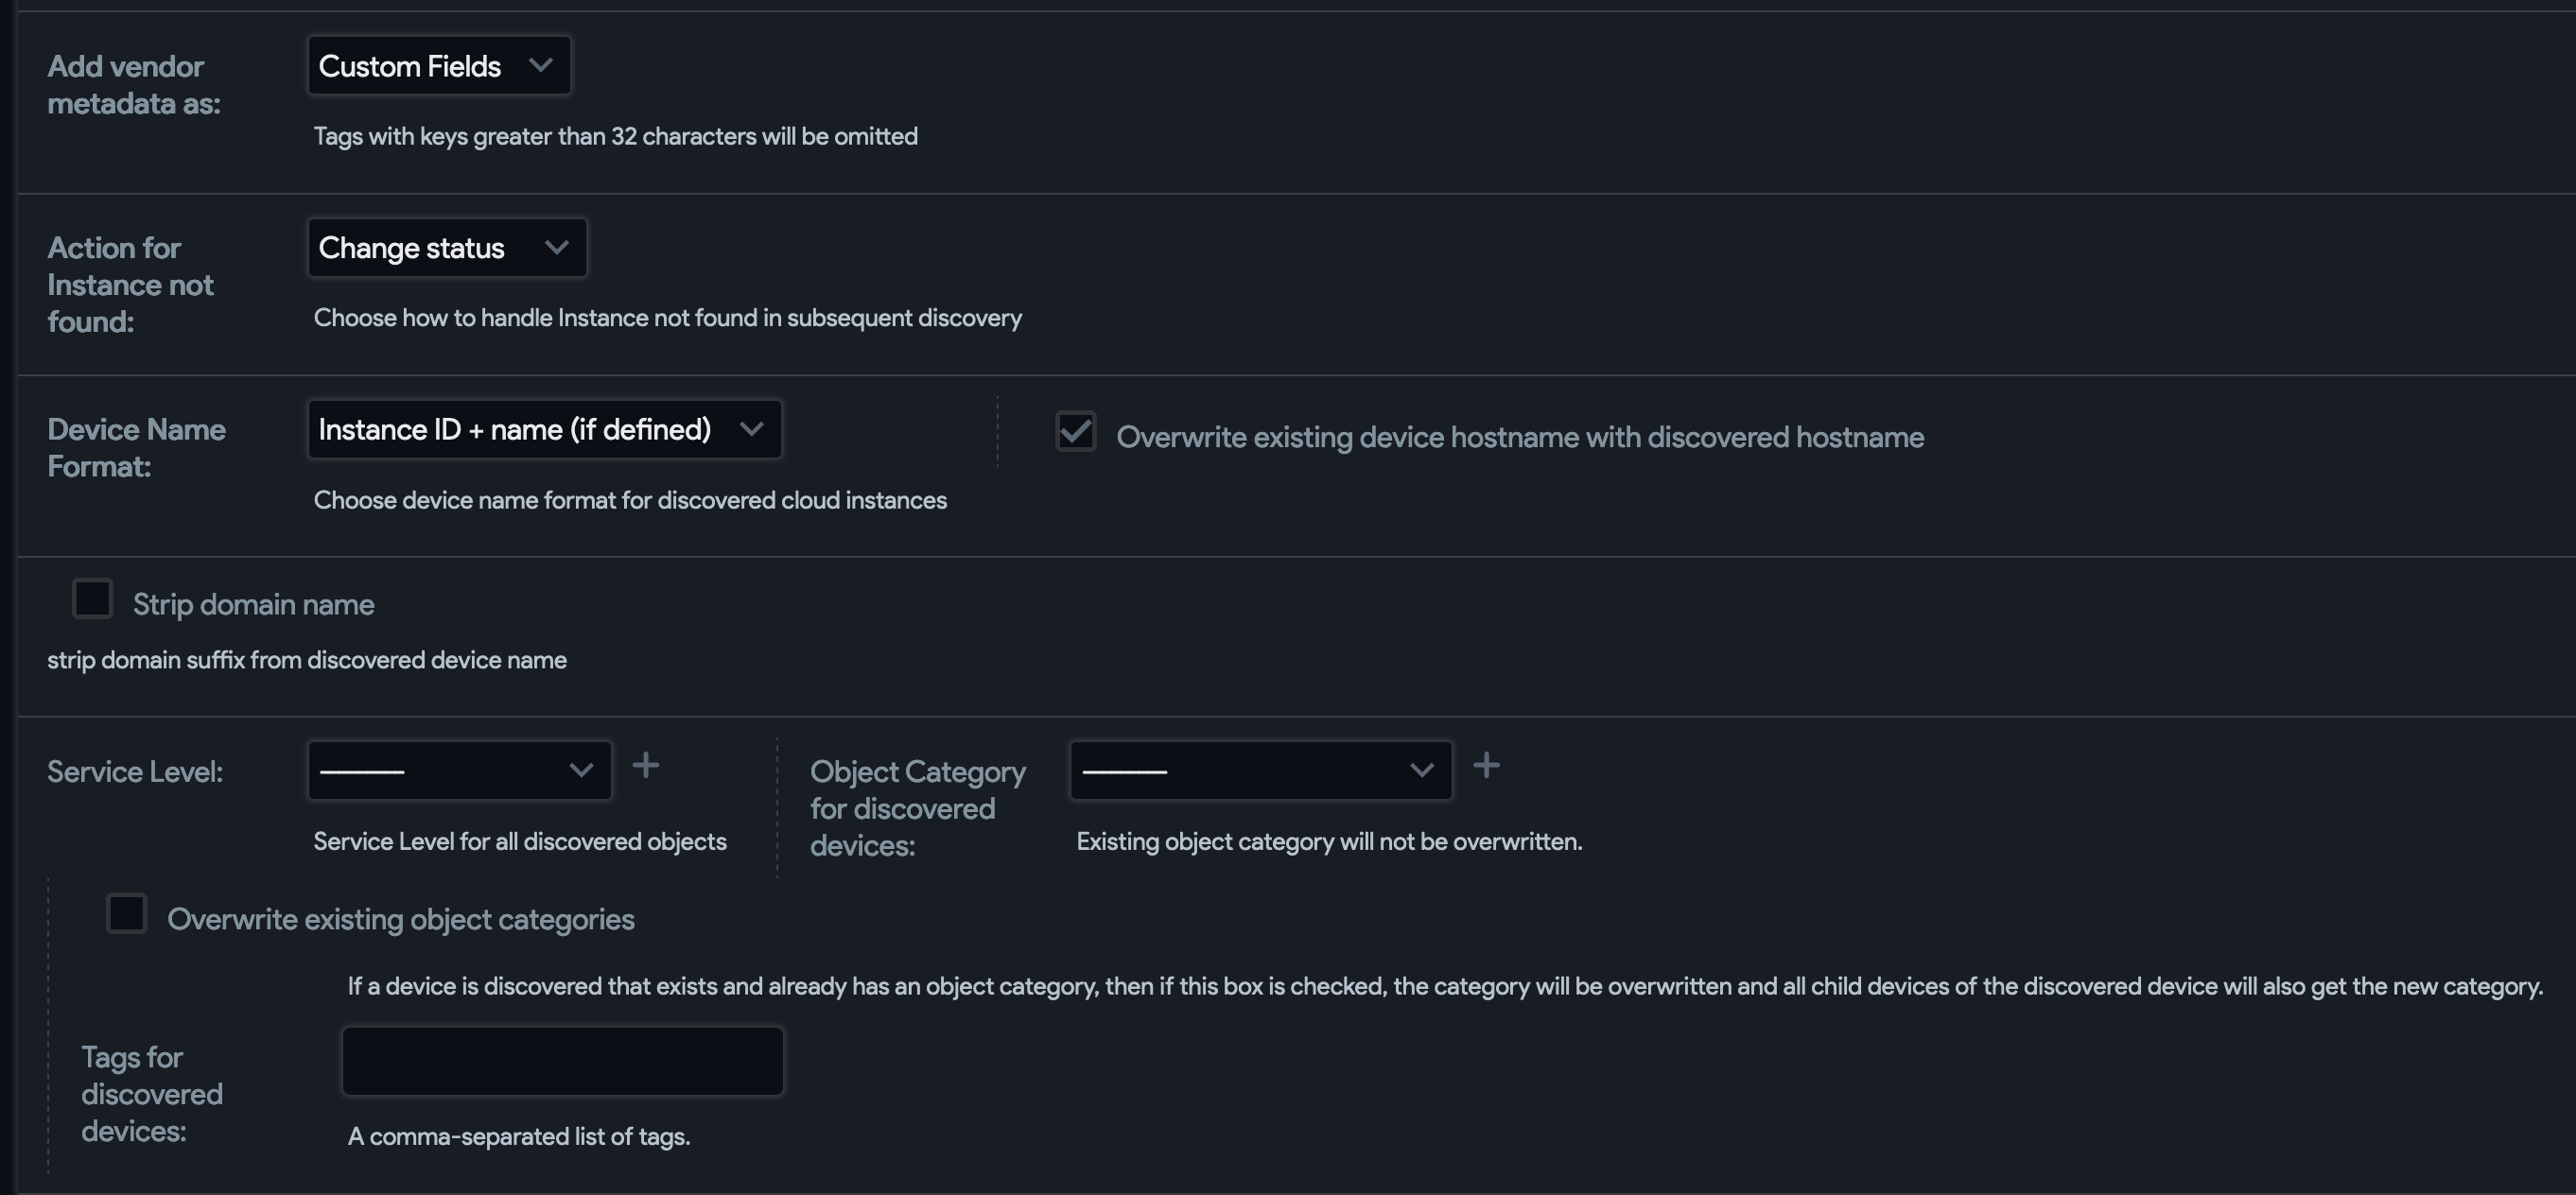 Add vendor
metadata as:
Custom Fields
Tags with keys greater than 32 characters will be omitted
Action for
Instance not
found:
Change status
Choose how to handle Instance not found in subsequent discovery
Device Name
Format:
Instance ID + name (if defined)
Overwrite existing device hostname with discovered hostname
Choose device name format for discovered cloud instances
Strip domain name
strip domain suffix from discovered device name
Service Level:
---------
+
Service Level for all discovered objects
Object Category
for discovered
devices:
---------
+
Existing object category will not be overwritten.
Overwrite existing object categories
If a device is discovered that exists and already has an object category, then if this box is checked, the category will be overwritten and all child devices of the discovered device will also get the new category.
Tags for
discovered
devices:
A comma-separated list of tags.